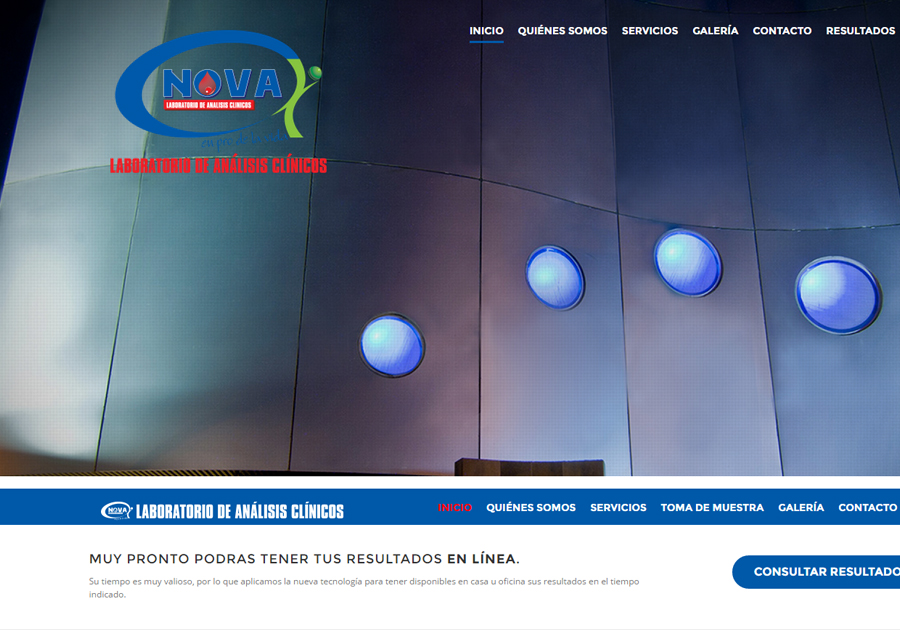 INICIO QUIÉNES SOMOS SERVICIOS GALERÍA CONTACTO RESULTADOS
NOVA
LABORATORIO DE ANALISIS CLINICOS
LABORATORIO DE ANÁLISIS CLÍNICOS
NOVA LABORATORIO DE ANÁLISIS CLÍNICOS INICIO QUIÉNES SOMOS SERVICIOS TOMA DE MUESTRA GALERÍA CONTACTO
MUY PRONTO PODRAS TENER TUS RESULTADOS EN LÍNEA.
Su tiempo es muy valioso, por lo que aplicamos la nueva tecnología para tener disponibles en casa u oficina sus resultados en el tiempo
indicado.
CONSULTAR RESULTADO